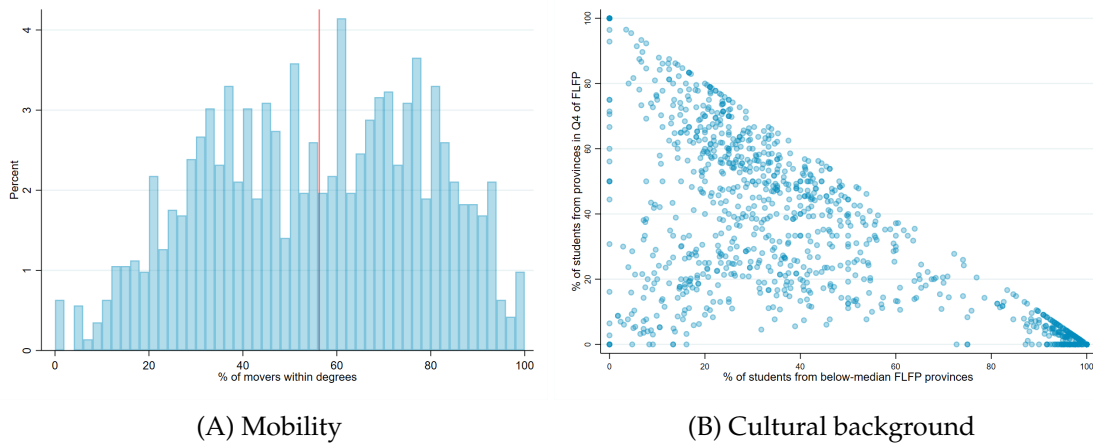 Percent
4
3
2
1
0
0 20 40 60 80 100
% of movers within degrees
(A) Mobility
% of students from provinces in Q4 of FLFP
100
80
60
40
20
0
0 20 40 60 80 100
% of students from below-median FLFP provinces
(B) Cultural background